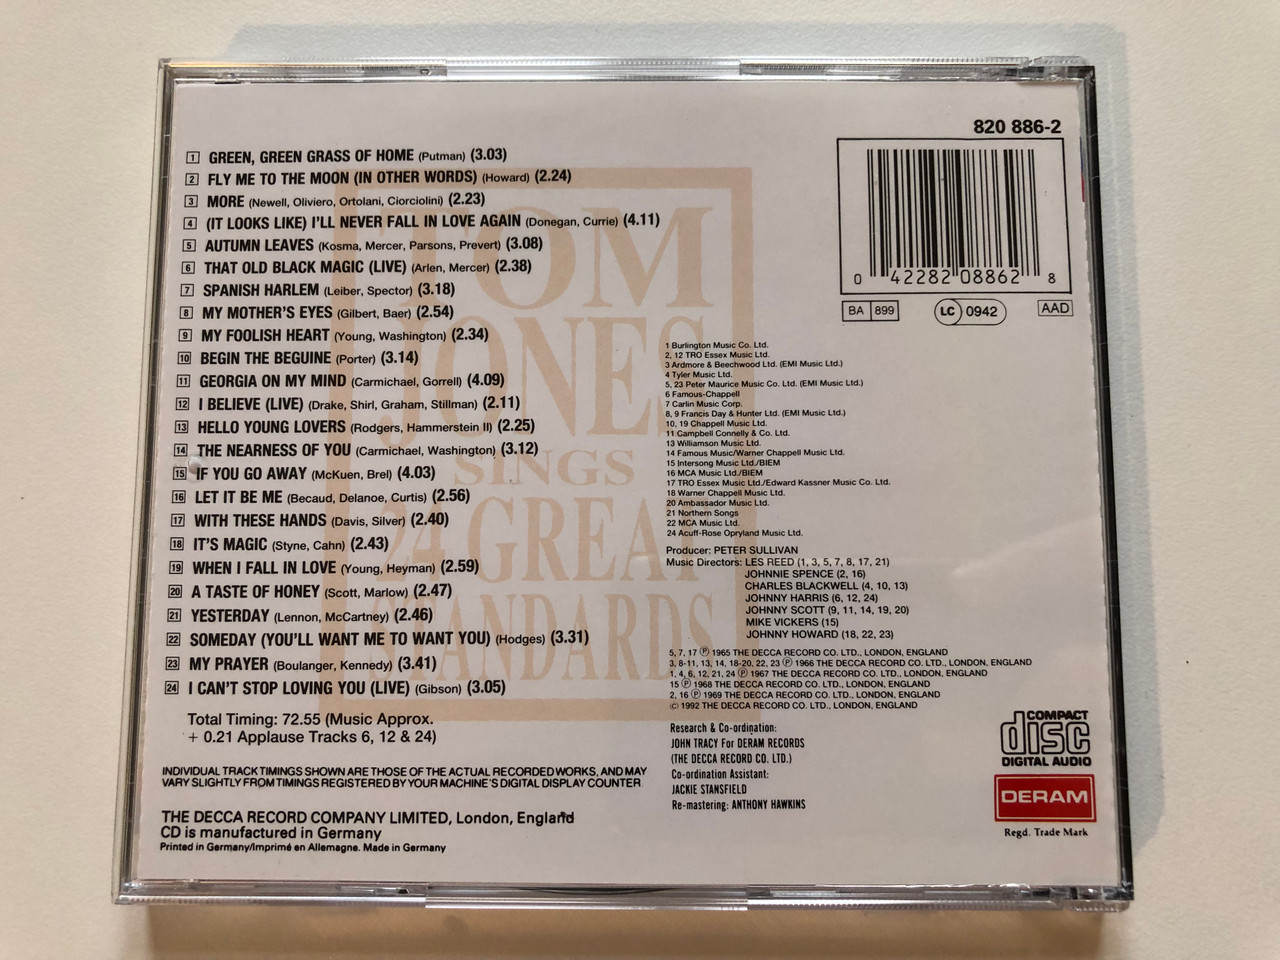 820 886-2
1 GREEN, GREEN GRASS OF HOME (Putman) (3.03)
2 FLY ME TO THE MOON (IN OTHER WORDS) (Howard) (2.24)
3 MORE (Newell, Oliviero, Ortolani, Ciorciolini) (2.23)
4 (IT LOOKS LIKE) I'LL NEVER FALL IN LOVE AGAIN (Donegan, Currie) (4.11)
5 AUTUMN LEAVES (Kosma, Mercer, Parsons, Prevert) (3.08)
6 THAT OLD BLACK MAGIC (LIVE) (Arlen, Mercer) (2.38)
7 SPANISH HARLEM (Leiber, Spector) (3.18)
8 MY MOTHER'S EYES (Gilbert, Baer) (2.54)
9 MY FOOLISH HEART (Young, Washington) (2.34)
10 BEGIN THE BEGUINE (Porter) (3.14)
11 GEORGIA ON MY MIND (Carmichael, Gorrell) (4.09)
12 I BELIEVE (LIVE) (Drake, Shirl, Graham, Stillman) (2.11)
13 HELLO YOUNG LOVERS (Rodgers, Hammerstein II) (2.25)
14 THE NEARNESS OF YOU (Carmichael, Washington) (3.12)
15 IF YOU GO AWAY (McKuen, Brel) (4.03)
16 LET IT BE ME (Becaud, Delanoe, Curtis) (2.56)
17 WITH THESE HANDS (Davis, Silver) (2.40)
18 IT'S MAGIC (Styne, Cahn) (2.43)
19 WHEN I FALL IN LOVE (Young, Heyman) (2.59)
20 A TASTE OF HONEY (Scott, Marlow) (2.47)
21 YESTERDAY (Lennon, McCartney) (2.46)
22 SOMEDAY (YOU'LL WANT ME TO WANT YOU) (Hodges) (3.31)
23 MY PRAYER (Boulanger, Kennedy) (3.41)
24 I CAN'T STOP LOVING YOU (LIVE) (Gibson) (3.05)
Total Timing: 72.55 (Music Approx.
+ 0.21 Applause Tracks 6, 12 & 24)
INDIVIDUAL TRACK TIMINGS SHOWN ARE THOSE OF THE ACTUAL RECORDED WORKS, AND MAY
VARY SLIGHTLY FROM TIMINGS REGISTERED BY YOUR MACHINE'S DIGITAL DISPLAY COUNTER
THE DECCA RECORD COMPANY LIMITED, London, England
CD is manufactured in Germany
Printed in Germany/Imprimé en Allemagne. Made in Germany
TOM
JONES
SINGS
24 GREAT
STANDARDS
0 42282 08862 8
BA 899
LC 0942
AAD
1 Burlington Music Co. Ltd.
2, 12 TRO Essex Music Ltd.
3 Ardmore & Beechwood Ltd. (EMI Music Ltd.)
4 Tyler Music Ltd.
5, 23 Peter Maurice Music Co. Ltd. (EMI Music Ltd.)
6 Famous-Chappell
7 Carlin Music Corp.
8, 9 Francis Day & Hunter Ltd. (EMI Music Ltd.)
10, 19 Chappell Music Ltd.
11 Campbell Connelly & Co. Ltd.
13 Williamson Music Ltd.
14 Famous Music/Warner Chappell Music Ltd.
15 Intersong Music Ltd./BIEM
16 MCA Music Ltd./BIEM
17 TRO Essex Music Ltd./Edward Kassner Music Co. Ltd.
18 Warner Chappell Music Ltd.
20 Ambassador Music Ltd.
21 Northern Songs
22 MCA Music Ltd.
24 Acuff-Rose Opryland Music Ltd.
Producer: PETER SULLIVAN
Music Directors: LES REED (1, 3, 5, 7, 8, 17, 21)
JOHNNIE SPENCE (2, 16)
CHARLES BLACKWELL (4, 10, 13)
JOHNNY HARRIS (6, 12, 24)
JOHNNY SCOTT (9, 11, 14, 19, 20)
MIKE VICKERS (15)
JOHNNY HOWARD (18, 22, 23)
5, 7, 17 ℗ 1965 THE DECCA RECORD CO. LTD., LONDON, ENGLAND
3, 8-11, 13, 14, 18-20, 22, 23 ℗ 1966 THE DECCA RECORD CO. LTD., LONDON, ENGLAND
1, 4, 6, 12, 21, 24 ℗ 1967 THE DECCA RECORD CO. LTD., LONDON, ENGLAND
15 ℗ 1968 THE DECCA RECORD CO. LTD., LONDON, ENGLAND
2, 16 ℗ 1969 THE DECCA RECORD CO. LTD., LONDON, ENGLAND
© 1992 THE DECCA RECORD CO. LTD., LONDON, ENGLAND
Research & Co-ordination:
JOHN TRACY For DERAM RECORDS
(THE DECCA RECORD CO. LTD.)
Co-ordination Assistant:
JACKIE STANSFIELD
Re-mastering: ANTHONY HAWKINS
COMPACT
disc
DIGITAL AUDIO
DERAM
Regd. Trade Mark